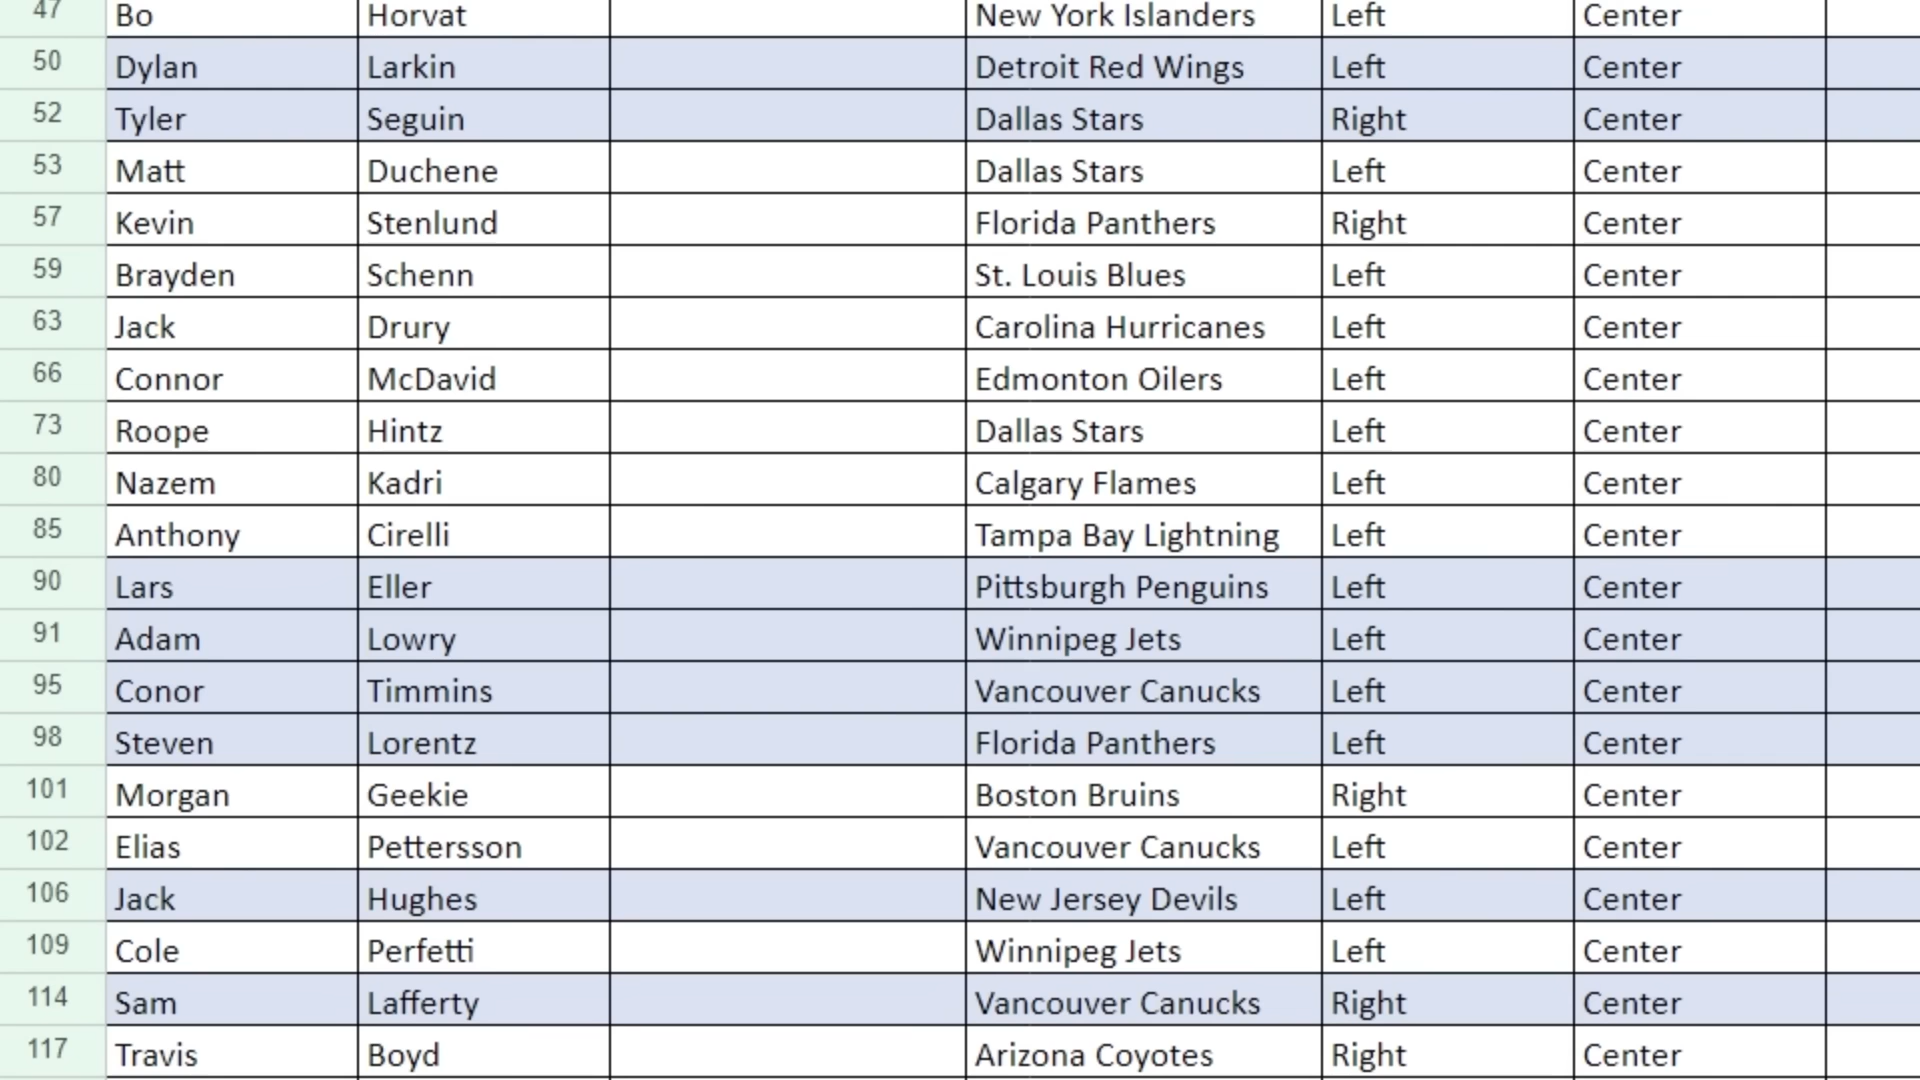 47 Bo Horvat New York Islanders Left Center
50 Dylan Larkin Detroit Red Wings Left Center
52 Tyler Seguin Dallas Stars Right Center
53 Matt Duchene Dallas Stars Left Center
57 Kevin Stenlund Florida Panthers Right Center
59 Brayden Schenn St. Louis Blues Left Center
63 Jack Drury Carolina Hurricanes Left Center
66 Connor McDavid Edmonton Oilers Left Center
73 Roope Hintz Dallas Stars Left Center
80 Nazem Kadri Calgary Flames Left Center
85 Anthony Cirelli Tampa Bay Lightning Left Center
90 Lars Eller Pittsburgh Penguins Left Center
91 Adam Lowry Winnipeg Jets Left Center
95 Conor Timmins Vancouver Canucks Left Center
98 Steven Lorentz Florida Panthers Left Center
101 Morgan Geekie Boston Bruins Right Center
102 Elias Pettersson Vancouver Canucks Left Center
106 Jack Hughes New Jersey Devils Left Center
109 Cole Perfetti Winnipeg Jets Left Center
114 Sam Lafferty Vancouver Canucks Right Center
117 Travis Boyd Arizona Coyotes Right Center